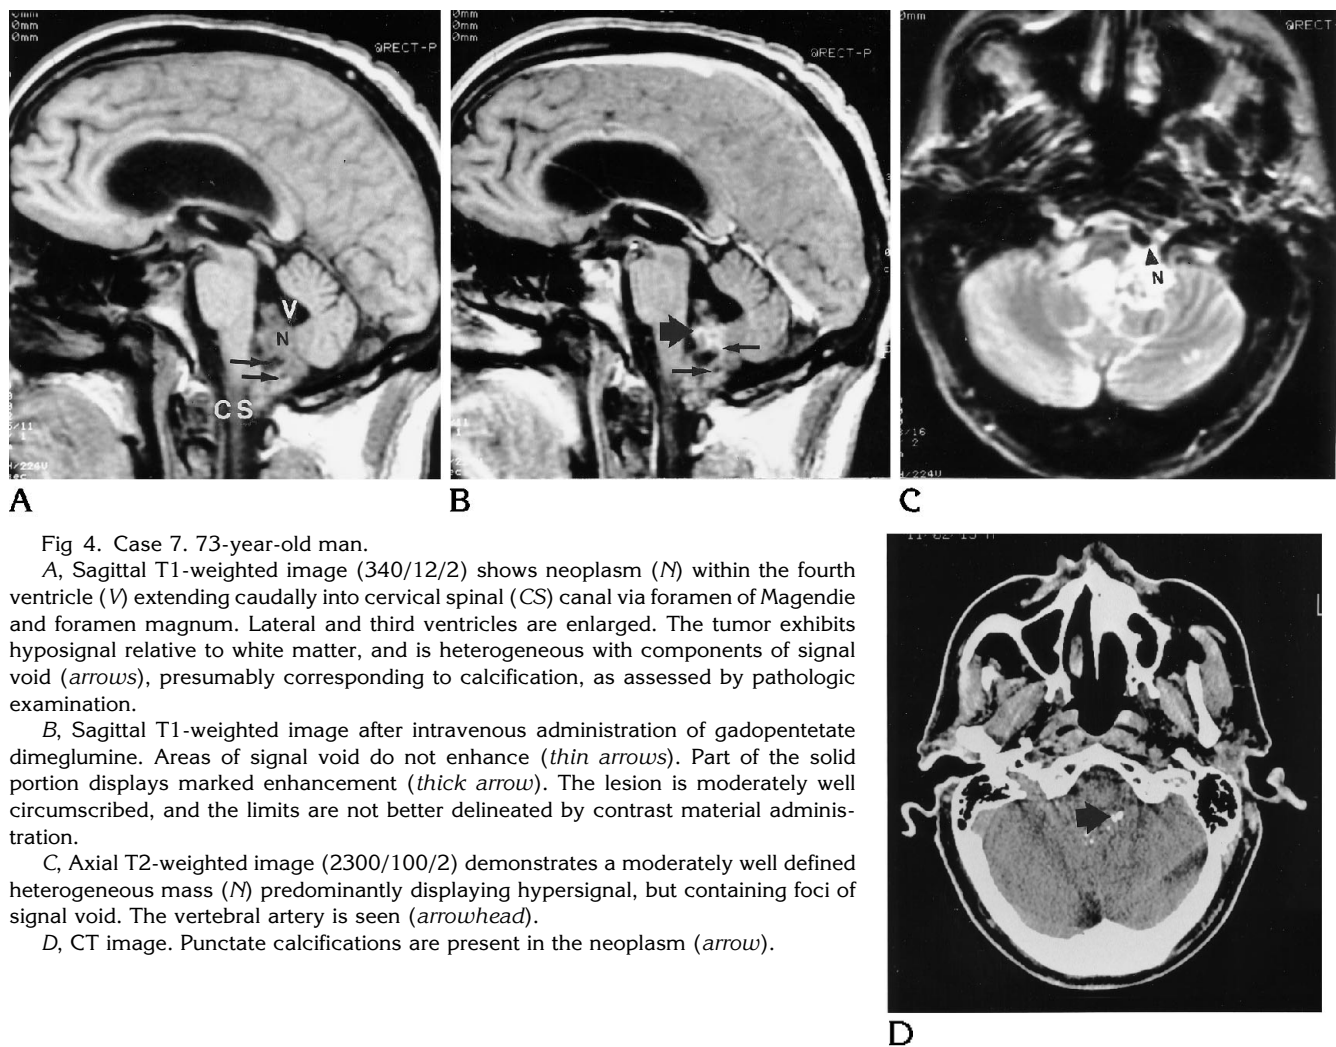 0mm
0mm
@RECT-P
V
N
CS
A
0mm
0mm
@RECT-P
B
0mm
@RECT
N
C
Fig 4. Case 7. 73-year-old man.
A, Sagittal T1-weighted image (340/12/2) shows neoplasm (N) within the fourth
ventricle (V) extending caudally into cervical spinal (CS) canal via foramen of Magendie
and foramen magnum. Lateral and third ventricles are enlarged. The tumor exhibits
hyposignal relative to white matter, and is heterogeneous with components of signal
void (arrows), presumably corresponding to calcification, as assessed by pathologic
examination.
B, Sagittal T1-weighted image after intravenous administration of gadopentetate
dimeglumine. Areas of signal void do not enhance (thin arrows). Part of the solid
portion displays marked enhancement (thick arrow). The lesion is moderately well
circumscribed, and the limits are not better delineated by contrast material adminis-
tration.
C, Axial T2-weighted image (2300/100/2) demonstrates a moderately well defined
heterogeneous mass (N) predominantly displaying hypersignal, but containing foci of
signal void. The vertebral artery is seen (arrowhead).
D, CT image. Punctate calcifications are present in the neoplasm (arrow).
D